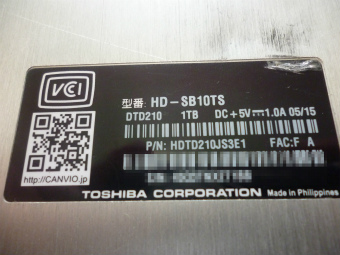 VCCI
型番: HD-SB10TS
DTD210 1TB DC+5V⎓1.0A 05/15
P/N: HDTD210JS3E1 FAC:F A
http://CANVIO.jp
TOSHIBA CORPORATION Made in Philippines